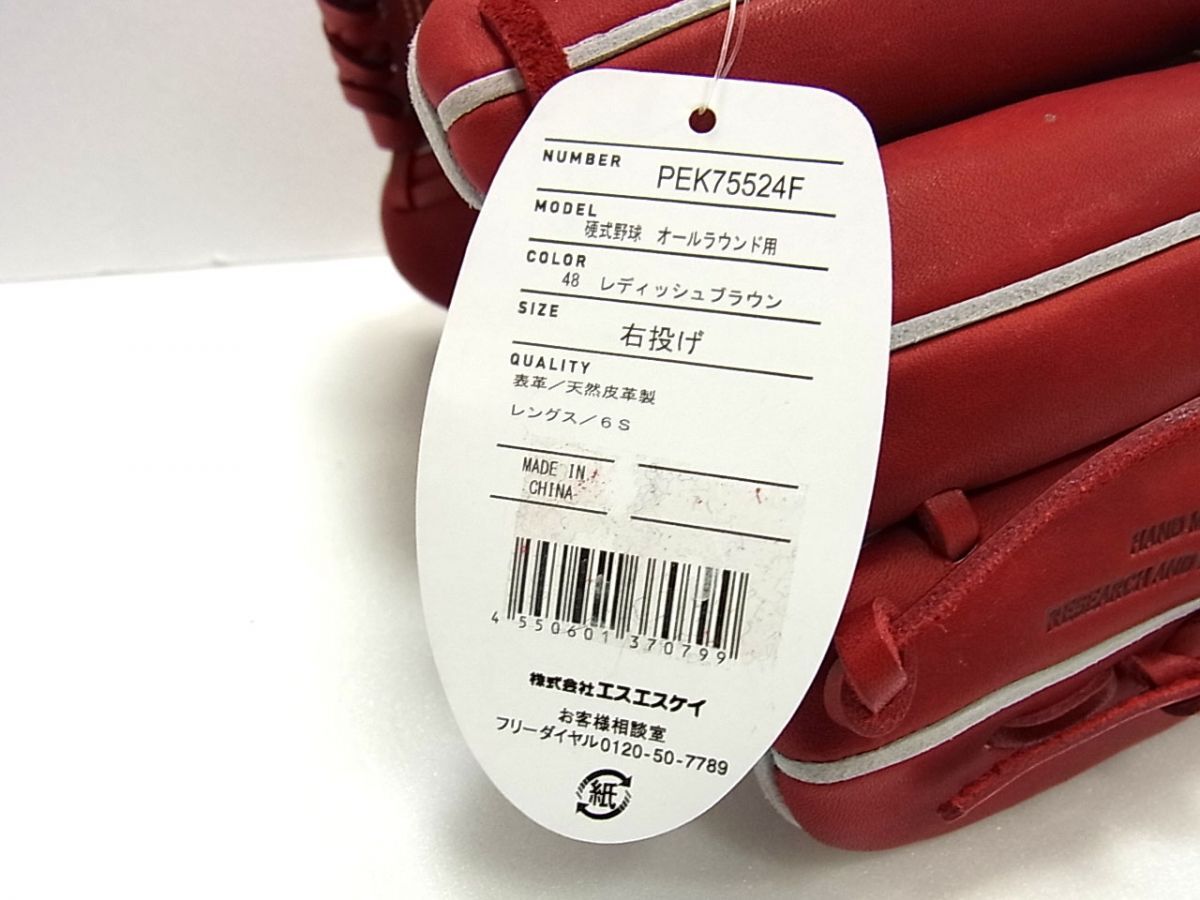 NUMBER
PEK75524F
MODEL
硬式野球 オールラウンド用
COLOR
48 レディッシュブラウン
SIZE
右投げ
QUALITY
表革/天然皮革製
レングス/6S
MADE IN
CHINA
4 550601 370799
株式会社エスエスケイ
お客様相談室
フリーダイヤル0120-50-7789
紙
HAND
RESEARCH AND